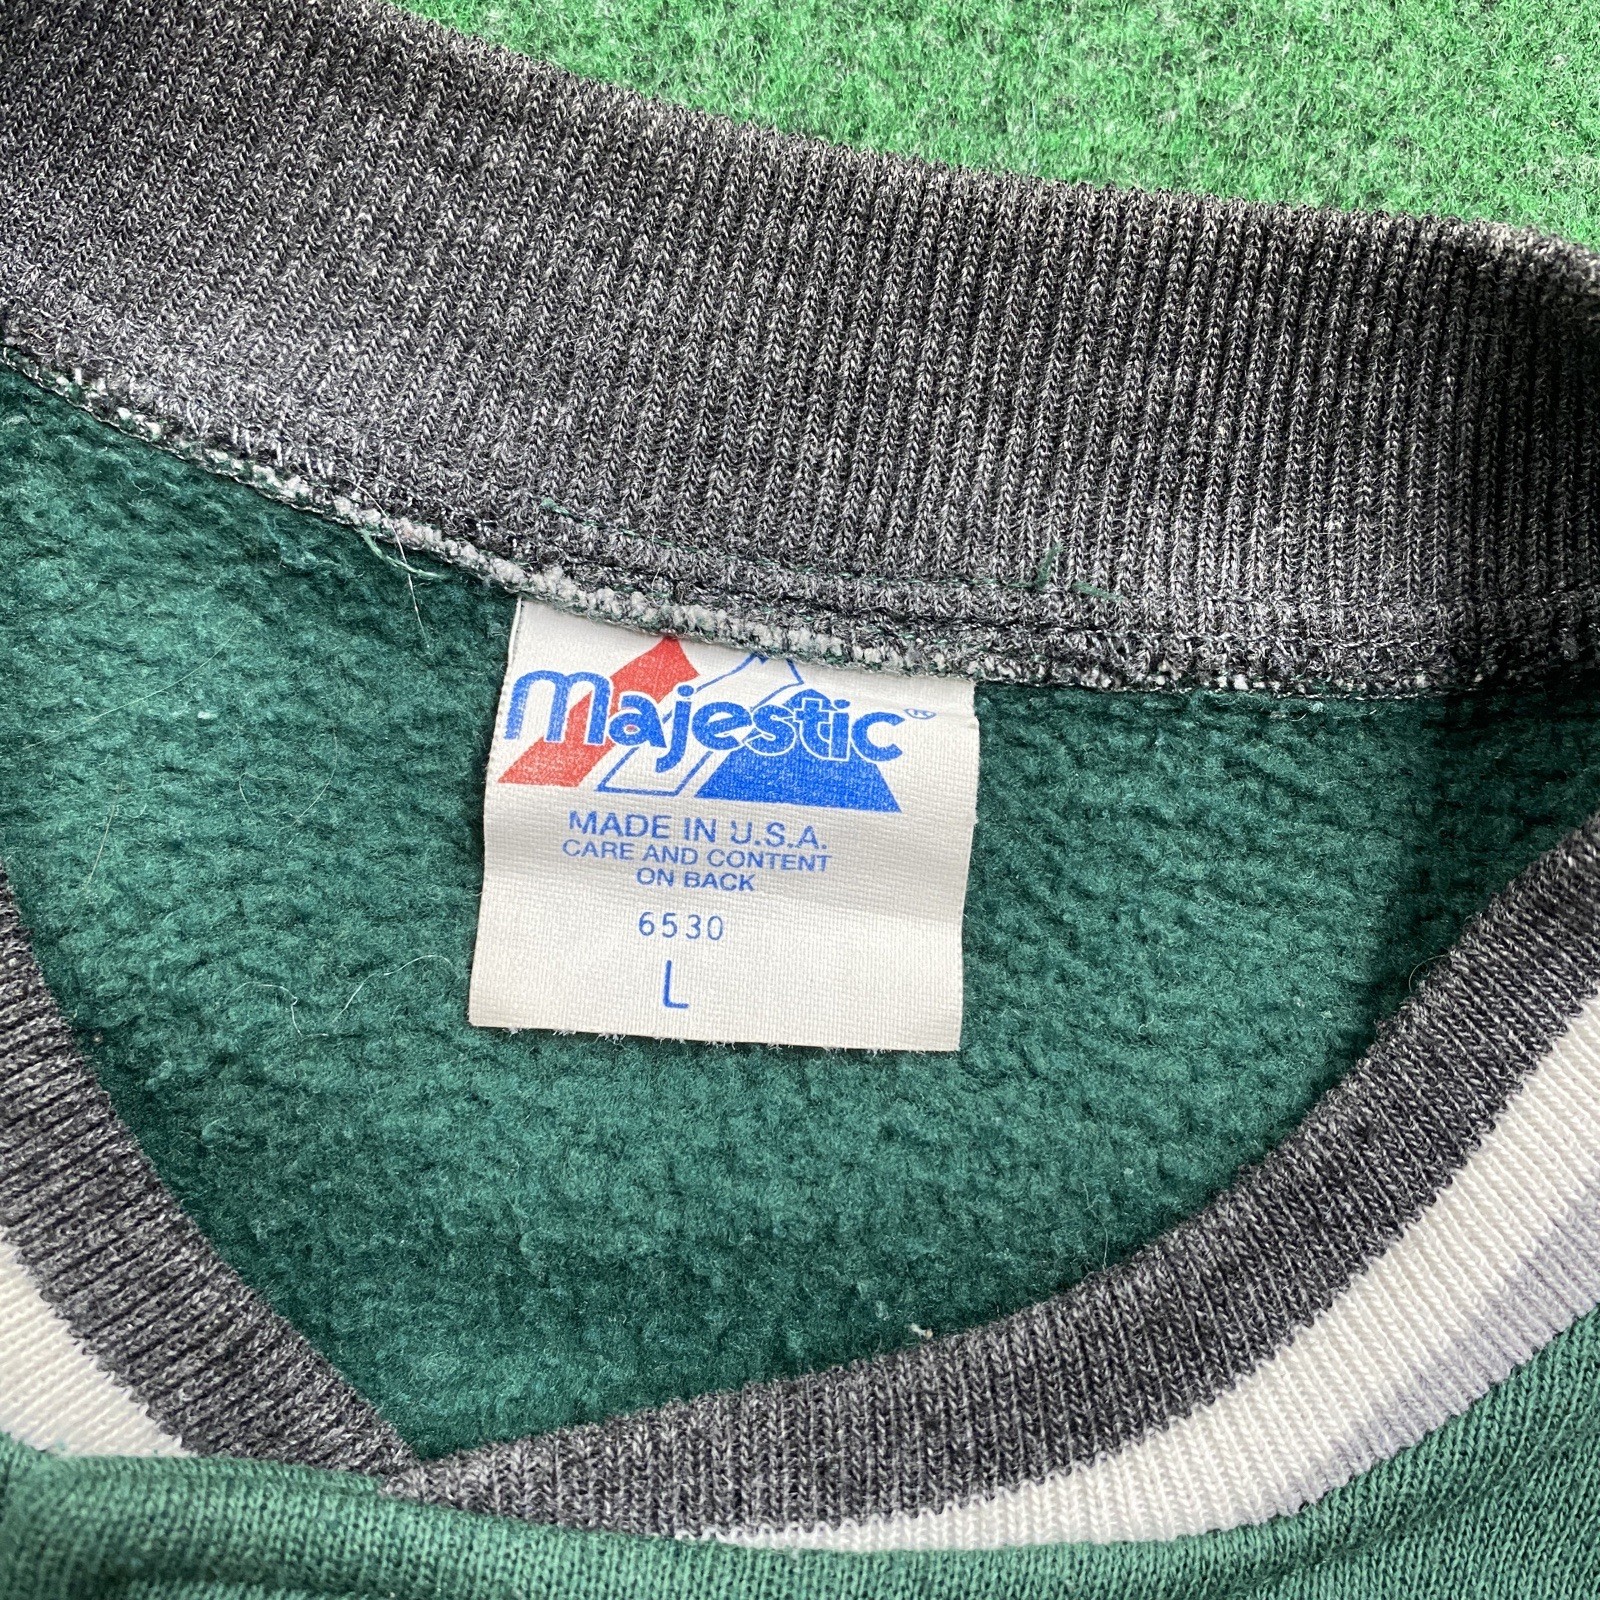 Majestic®
MADE IN U.S.A.
CARE AND CONTENT
ON BACK
6530
L